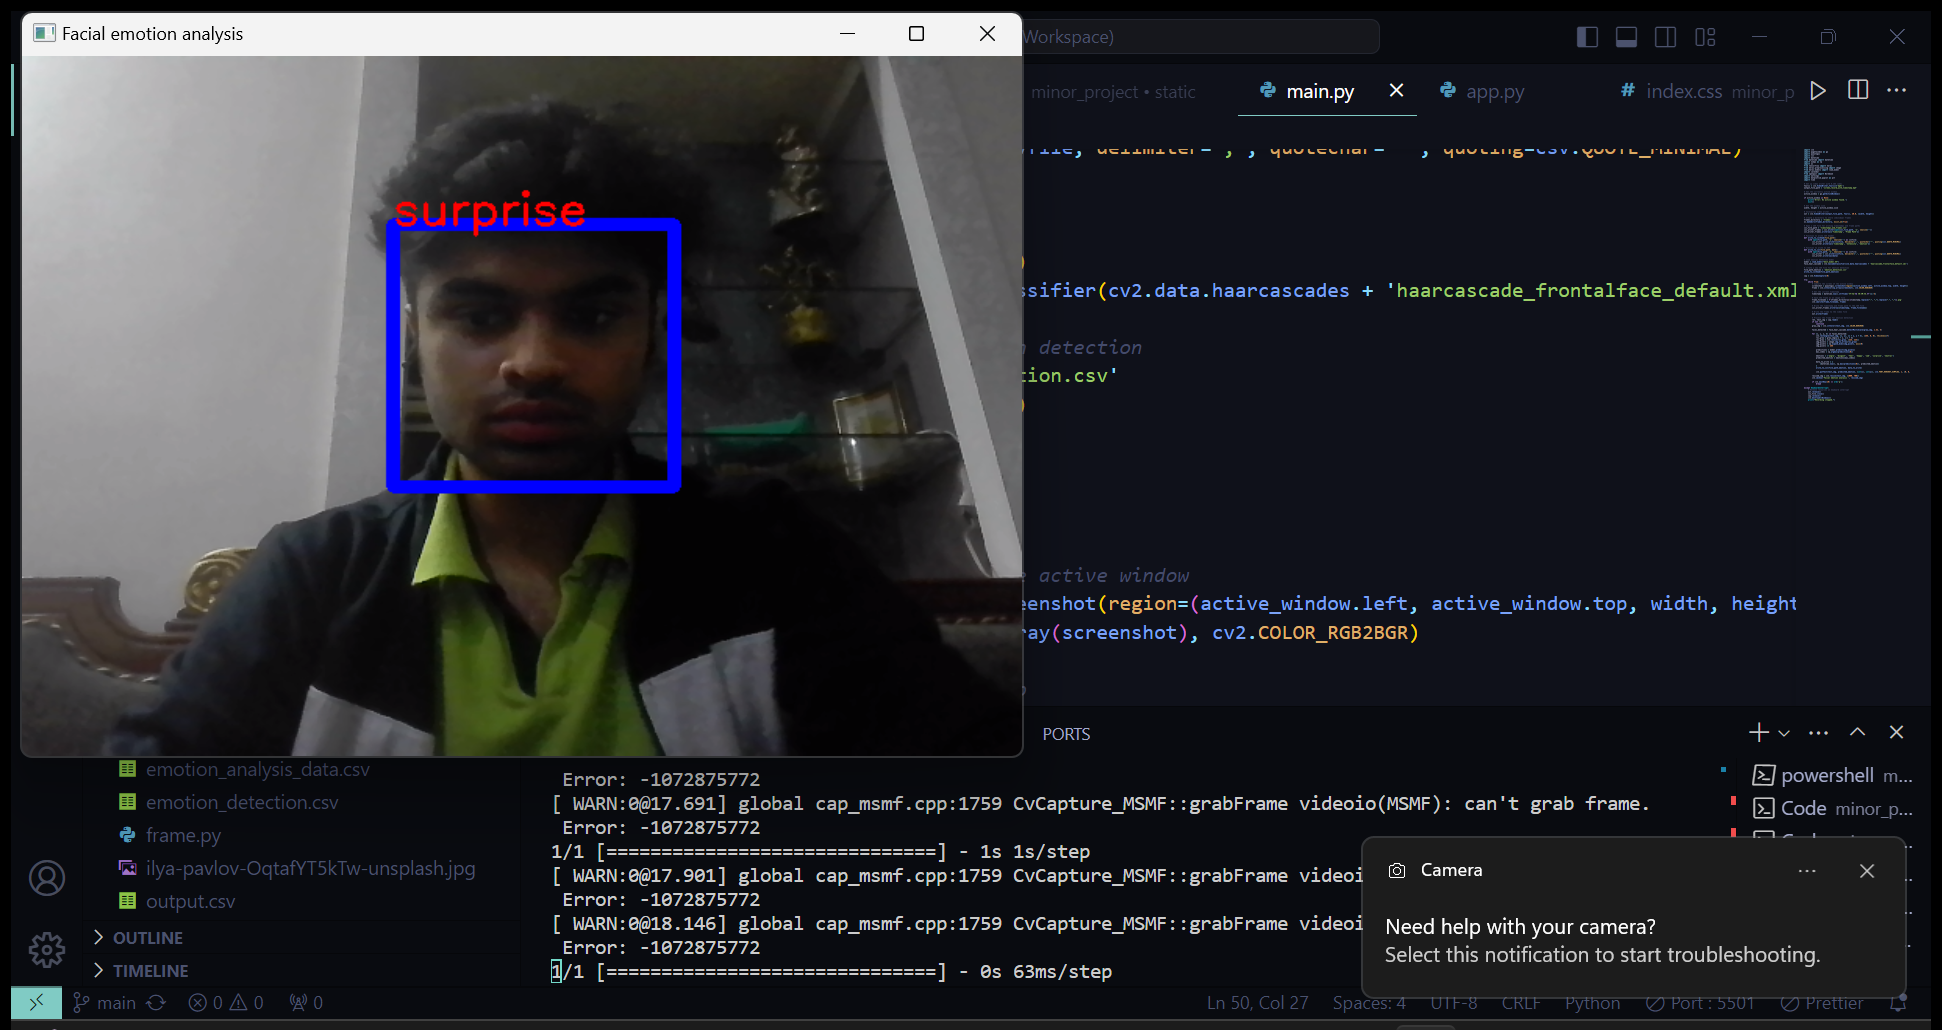 Facial emotion analysis
Workspace)
minor_project • static
main.py
app.py
# index.css minor_p
surprise
quoting=csv.QUOTE_MINIMAL)
ssifier(cv2.data.haarcascades + 'haarcascade_frontalface_default.xml
detection
ion.csv'
active window
eenshot(region=(active_window.left, active_window.top, width, height
ray(screenshot), cv2.COLOR_RGB2BGR)
PORTS
emotion_analysis_data.csv
emotion_detection.csv
frame.py
ilya-pavlov-OqtafYT5kTw-unsplash.jpg
output.csv
OUTLINE
TIMELINE
Error: -1072875772
[ WARN:0@17.691] global cap_msmf.cpp:1759 CvCapture_MSMF::grabFrame videoio(MSMF): can't grab frame.
Error: -1072875772
1/1 [==============================] - 1s 1s/step
[ WARN:0@17.901] global cap_msmf.cpp:1759 CvCapture_MSMF::grabFrame videoi
Error: -1072875772
[ WARN:0@18.146] global cap_msmf.cpp:1759 CvCapture_MSMF::grabFrame videoi
Error: -1072875772
1/1 [==============================] - 0s 63ms/step
powershell m...
Code minor_p...
Camera
Need help with your camera?
Select this notification to start troubleshooting.
main
0 0
0
Ln 50, Col 27
Spaces: 4
UTF-8
CRLF
Python
Port : 5501
Prettier